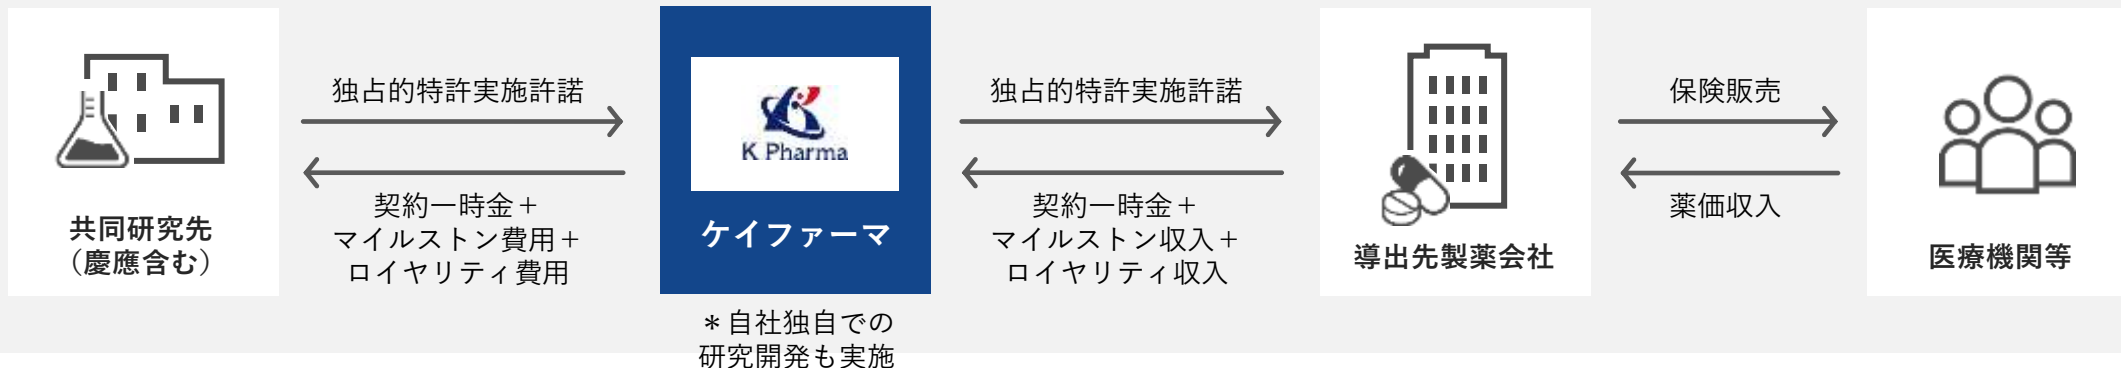 共同研究先
（慶應含む）
独占的特許実施許諾
契約一時金＋
マイルストン費用＋
ロイヤリティ費用
K Pharma
ケイファーマ
＊自社独自での
研究開発も実施
独占的特許実施許諾
契約一時金＋
マイルストン収入＋
ロイヤリティ収入
導出先製薬会社
保険販売
薬価収入
医療機関等